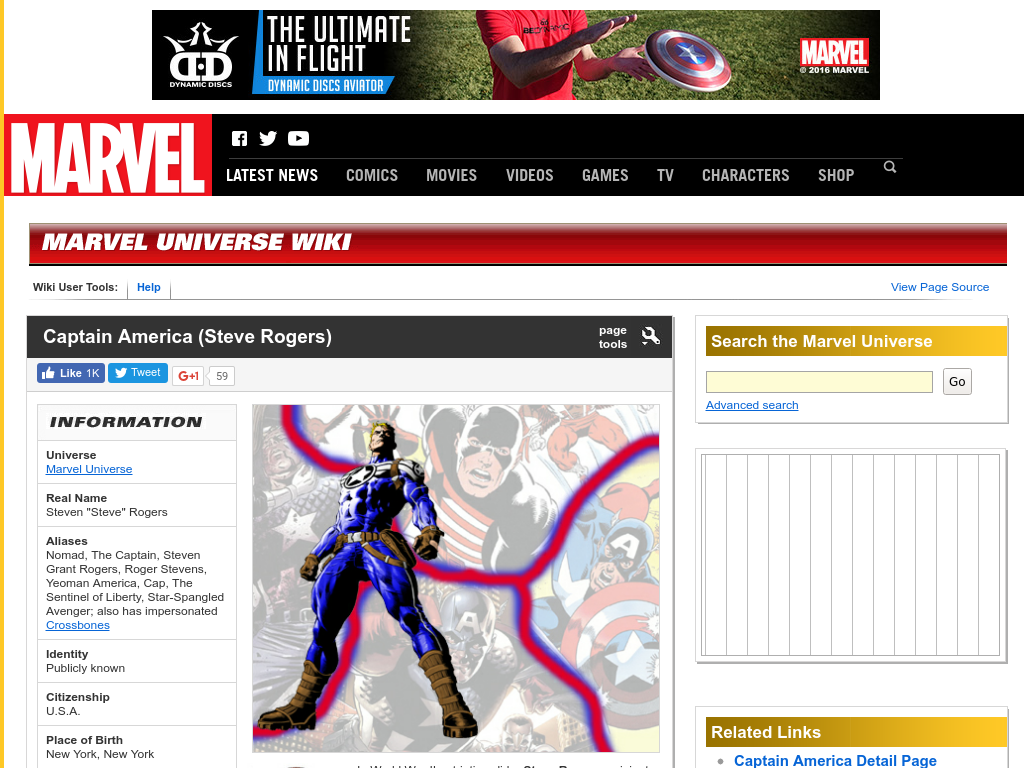 THE ULTIMATE
IN FLIGHT
DYNAMIC DISCS AVIATOR
DD
DYNAMIC DISCS
MARVEL
© 2016 MARVEL
MARVEL
LATEST NEWS COMICS MOVIES VIDEOS GAMES TV CHARACTERS SHOP
MARVEL UNIVERSE WIKI
Wiki User Tools: Help View Page Source
Captain America (Steve Rogers)
page
tools
Like 1K Tweet G+1 59
INFORMATION
Universe
Marvel Universe
Real Name
Steven "Steve" Rogers
Aliases
Nomad, The Captain, Steven
Grant Rogers, Roger Stevens,
Yeoman America, Cap, The
Sentinel of Liberty, Star-Spangled
Avenger; also has impersonated
Crossbones
Identity
Publicly known
Citizenship
U.S.A.
Place of Birth
New York, New York
A
Search the Marvel Universe
Go
Advanced search
Related Links
Captain America Detail Page